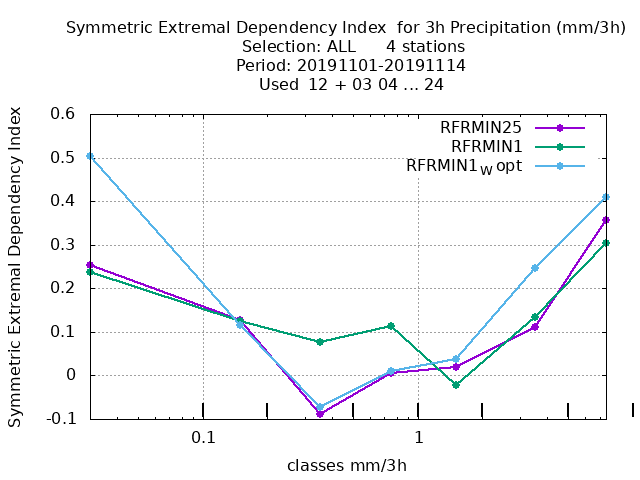 Symmetric Extremal Dependency Index  for 3h Precipitation (mm/3h)
Selection: ALL      4 stations
Period: 20191101-20191114
Used  12 + 03 04 ... 24
Symmetric Extremal Dependency Index
0.6
0.5
0.4
0.3
0.2
0.1
0
-0.1
RFRMIN25
RFRMIN1
RFRMIN1W opt
0.1 1
classes mm/3h